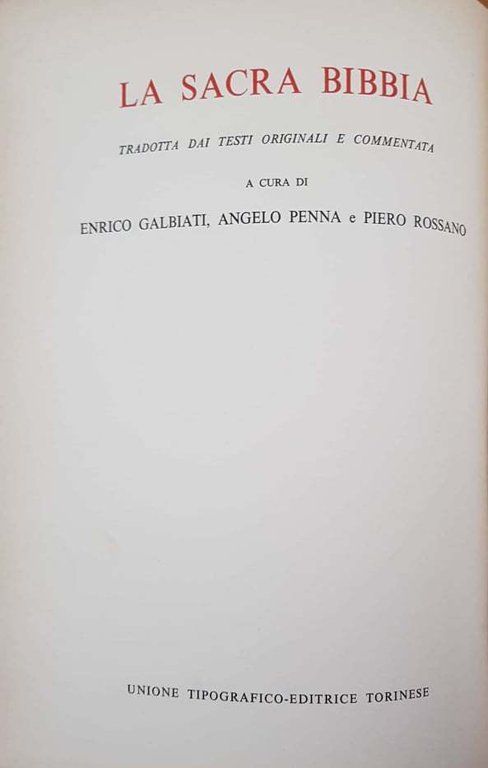 LA SACRA BIBBIA
TRADOTTA DAI TESTI ORIGINALI E COMMENTATA
A CURA DI
ENRICO GALBIATI, ANGELO PENNA e PIERO ROSSANO
UNIONE TIPOGRAFICO-EDITRICE TORINESE